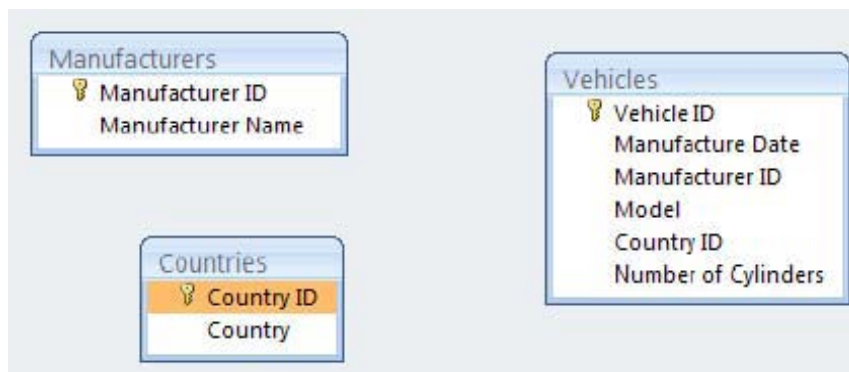 Manufacturers
Manufacturer ID
Manufacturer Name
Countries
Country ID
Country
Vehicles
Vehicle ID
Manufacture Date
Manufacturer ID
Model
Country ID
Number of Cylinders